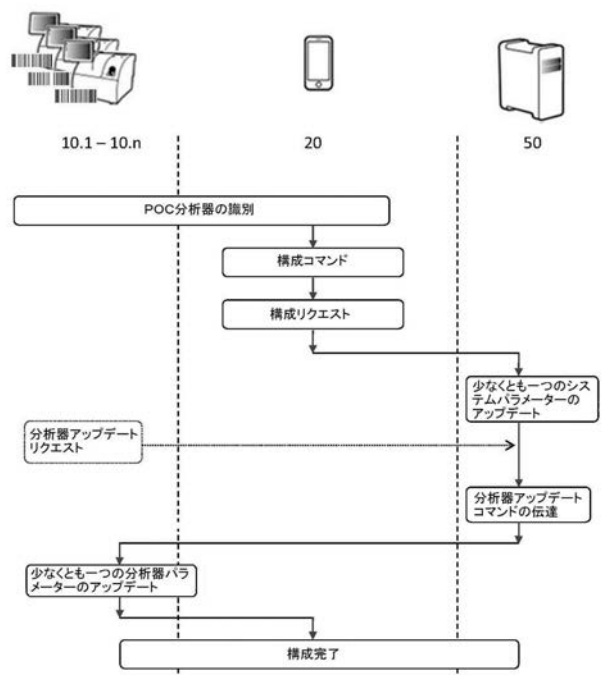 10.1 – 10.n
20
50
POC分析器の識別
構成コマンド
構成リクエスト
少なくとも一つのシス
テムパラメーターの
アップデート
分析器アップデート
リクエスト
分析器アップデート
コマンドの伝達
少なくとも一つの分析器パラ
メーターのアップデート
構成完了